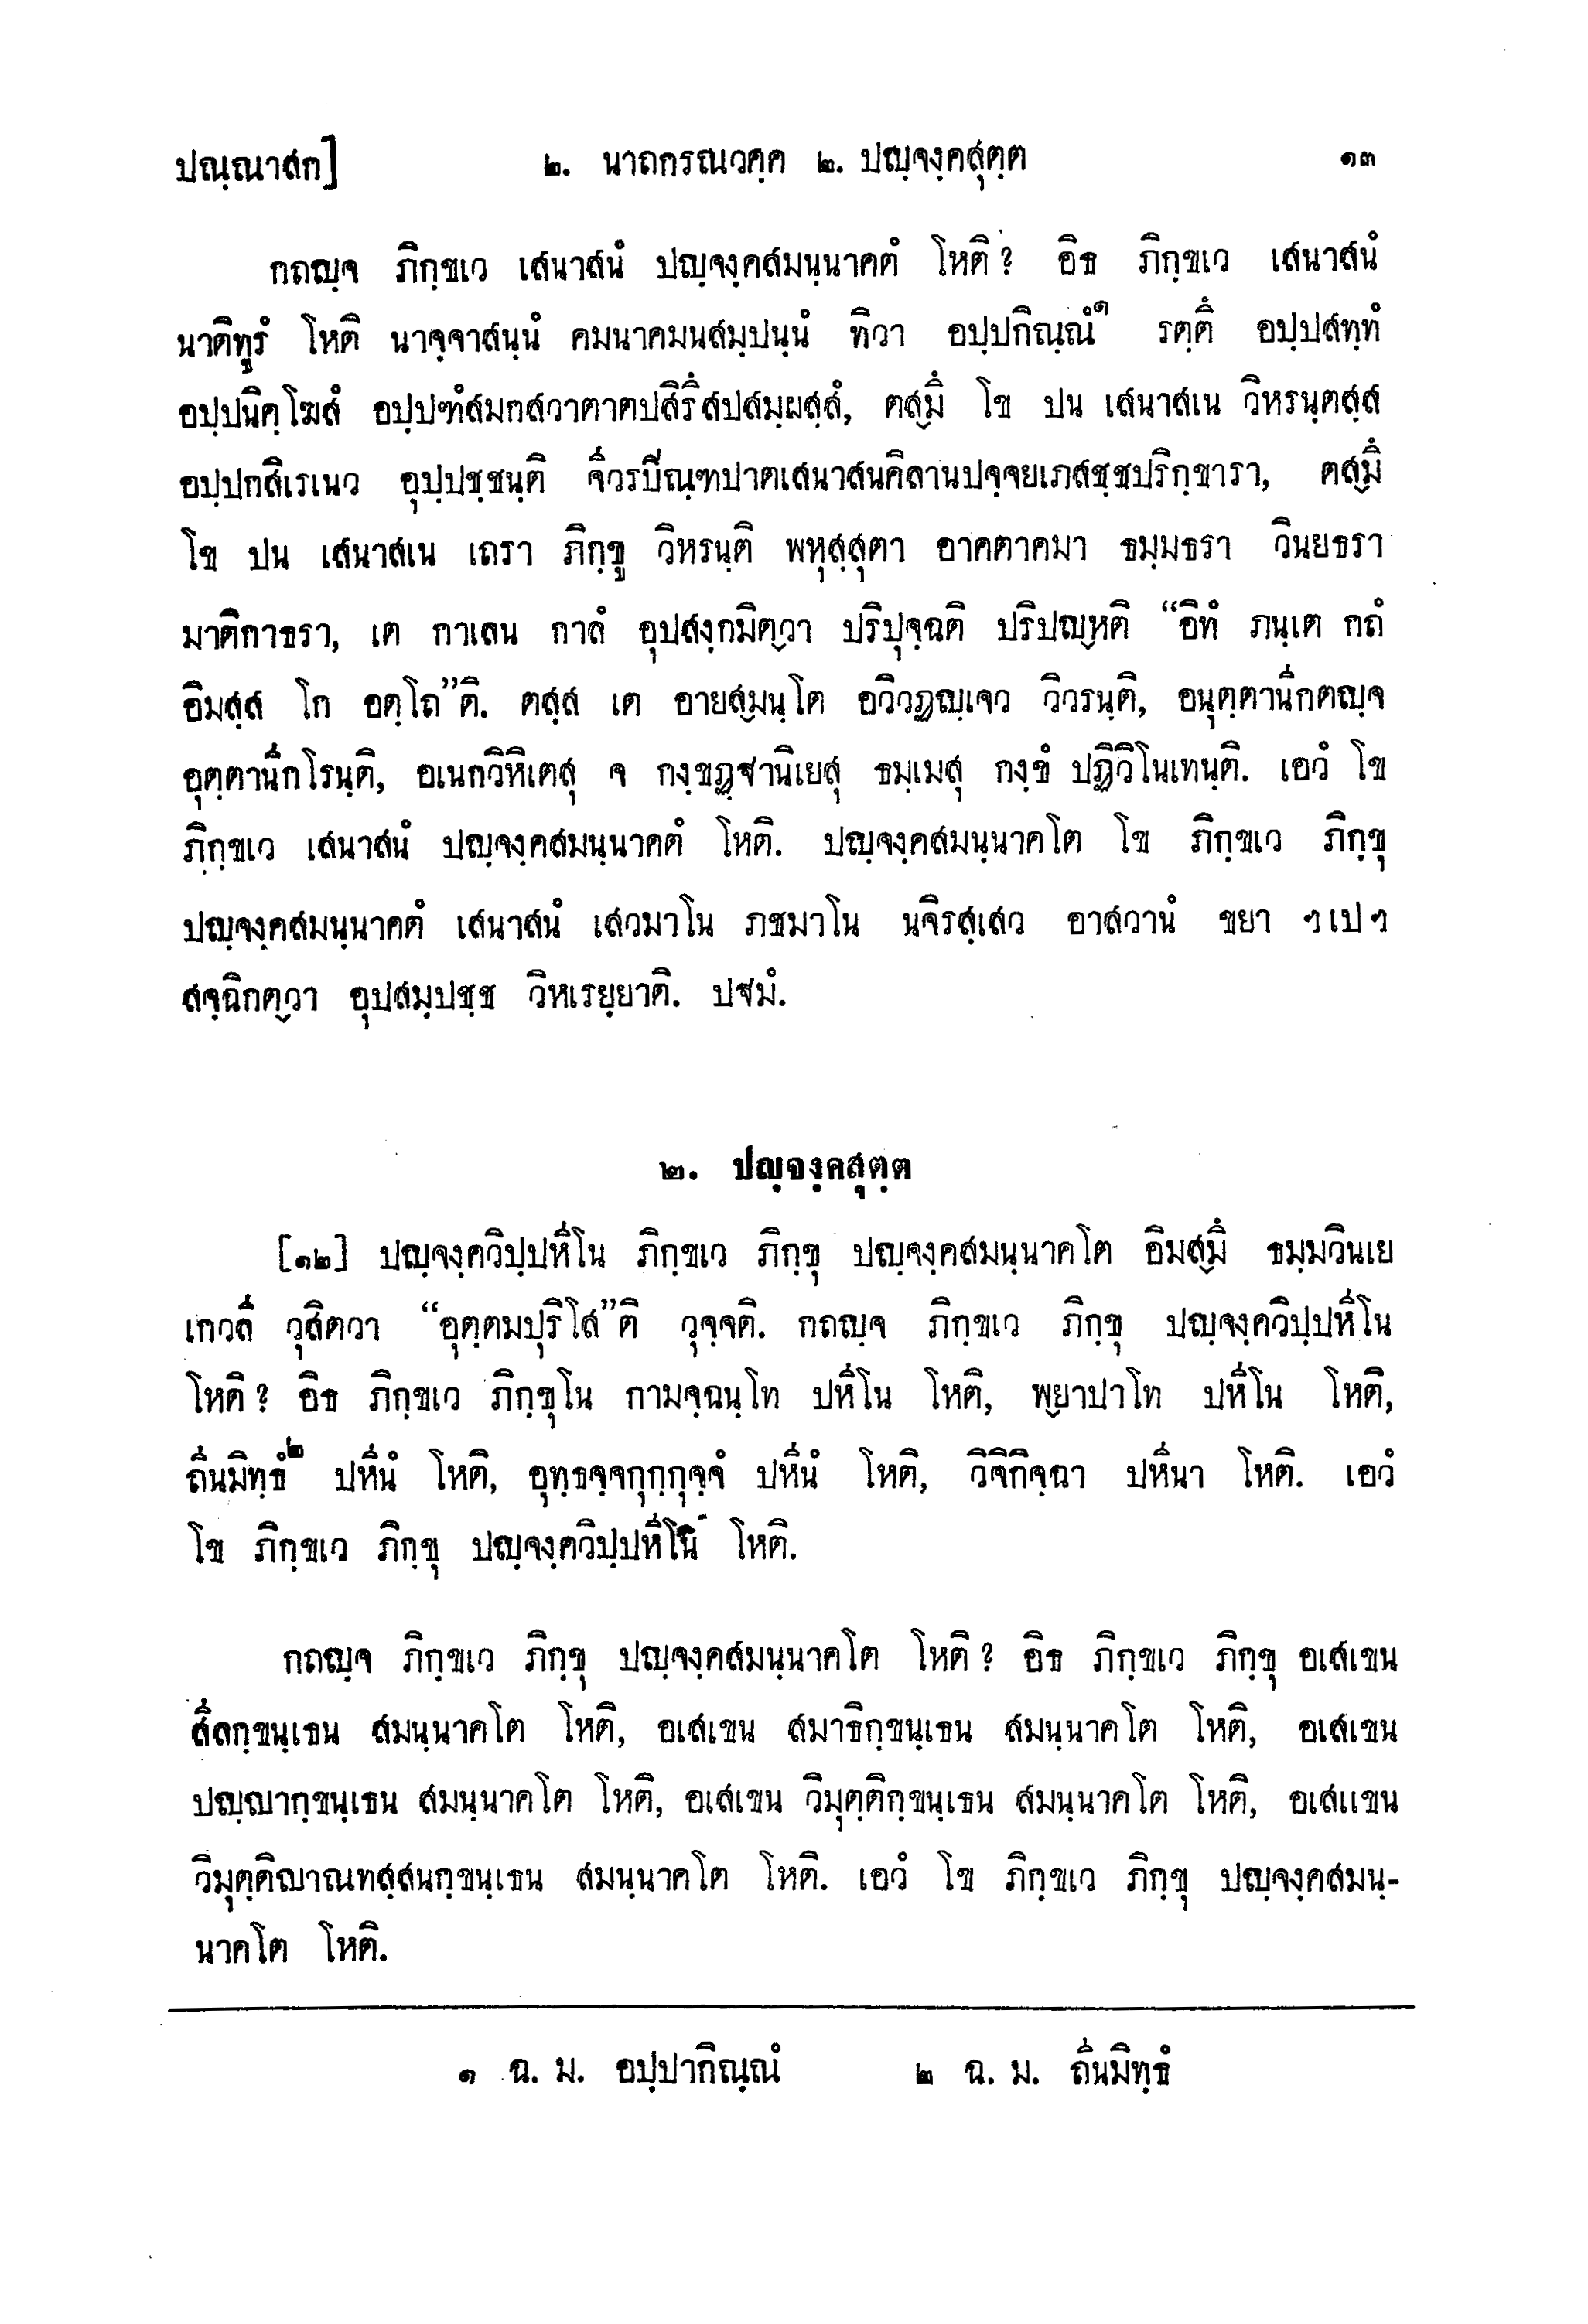 ปณฺณาสก] ๒. นาถกรณวคฺค ๒. ปญฺจงฺคสุตฺต ๑๓
กถญฺจ ภิกฺขเว เสนาสนํ ปญฺจงฺคสมนฺนาคตํ โหติ? อิธ ภิกฺขเว เสนาสนํ
นาติทูรํ โหติ นาจฺจาสนฺนํ คมนาคมนสมฺปนฺนํ ทิวา อปฺปกิณฺณํ๑ รตฺตึ อปฺปสทฺทํ
อปฺปนิคฺโฆสํ อปฺปฑํสมกสวาตาตปสิรึสปสมฺผสฺสํ, ตสฺมึ โข ปน เสนาสเน วิหรนฺตสฺส
อปฺปกสิเรเนว อุปฺปชฺชนฺติ จีวรปิณฺฑปาตเสนาสนคิลานปจฺจยเภสชฺชปริกฺขารา, ตสฺมึ
โข ปน เสนาสเน เถรา ภิกฺขู วิหรนฺติ พหุสฺสุตา อาคตาคมา ธมฺมธรา วินยธรา
มาติกาธรา, เต กาเลน กาลํ อุปสงฺกมิตฺวา ปริปุจฺฉติ ปริปญฺหติ “อิทํ ภนฺเต กถํ
อิมสฺส โก อตฺโถ”ติ. ตสฺส เต อายสฺมนฺโต อวิวฏญฺเจว วิวรนฺติ, อนุตฺตานีกตญฺจ
อุตฺตานีกโรนฺติ, อเนกวิหิเตสุ จ กงฺขฏฺฐานิเยสุ ธมฺเมสุ กงฺขํ ปฏิวิโนเทนฺติ. เอวํ โข
ภิกฺขเว เสนาสนํ ปญฺจงฺคสมนฺนาคตํ โหติ. ปญฺจงฺคสมนฺนาคโต โข ภิกฺขเว ภิกฺขุ
ปญฺจงฺคสมนฺนาคตํ เสนาสนํ เสวมาโน ภชมาโน นจิรสฺเสว อาสวานํ ขยา ฯเปฯ
สจฺฉิกตฺวา อุปสมฺปชฺช วิหเรยฺยาติ. ปฐมํ.
๒. ปญฺจงฺคสุตฺต
[๑๒] ปญฺจงฺควิปฺปหีโน ภิกฺขเว ภิกฺขุ ปญฺจงฺคสมนฺนาคโต อิมสฺมึ ธมฺมวินเย
เกวลี วุสิตวา “อุตฺตมปุริโส”ติ วุจฺจติ. กถญฺจ ภิกฺขเว ภิกฺขุ ปญฺจงฺควิปฺปหีโน
โหติ? อิธ ภิกฺขเว ภิกฺขุโน กามจฺฉนฺโท ปหีโน โหติ, พฺยาปาโท ปหีโน โหติ,
ถีนมิทฺธํ๒ ปหีนํ โหติ, อุทฺธจฺจกุกฺกุจฺจํ ปหีนํ โหติ, วิจิกิจฺฉา ปหีนา โหติ. เอวํ
โข ภิกฺขเว ภิกฺขุ ปญฺจงฺควิปฺปหีโน โหติ.
กถญฺจ ภิกฺขเว ภิกฺขุ ปญฺจงฺคสมนฺนาคโต โหติ? อิธ ภิกฺขเว ภิกฺขุ อเสเขน
สีลกฺขนฺเธน สมนฺนาคโต โหติ, อเสเขน สมาธิกฺขนฺเธน สมนฺนาคโต โหติ, อเสเขน
ปญฺญากฺขนฺเธน สมนฺนาคโต โหติ, อเสเขน วิมุตฺติกฺขนฺเธน สมนฺนาคโต โหติ, อเสเขน
วิมุตฺติญาณทสฺสนกฺขนฺเธน สมนฺนาคโต โหติ. เอวํ โข ภิกฺขเว ภิกฺขุ ปญฺจงฺคสมนฺ-
นาคโต โหติ.
๑ ฉ. ม. อปฺปากิณฺณํ ๒ ฉ. ม. ถินมิทฺธํ